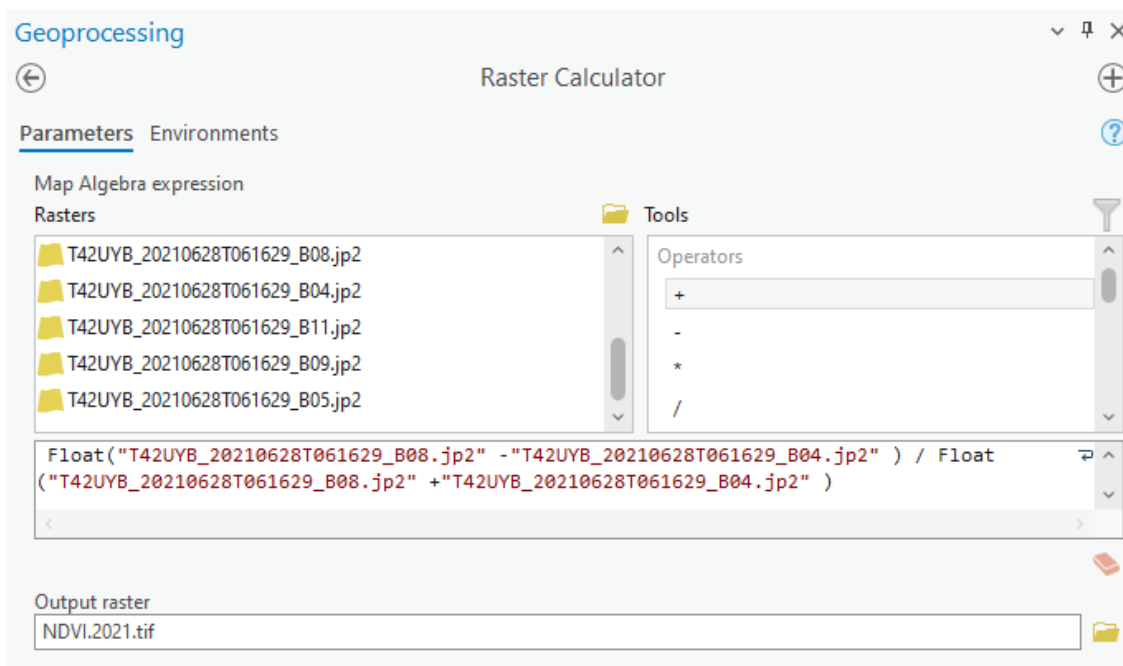 Geoprocessing
Raster Calculator
Parameters Environments
Map Algebra expression
Rasters
Tools
T42UYB_20210628T061629_B08.jp2
T42UYB_20210628T061629_B04.jp2
T42UYB_20210628T061629_B11.jp2
T42UYB_20210628T061629_B09.jp2
T42UYB_20210628T061629_B05.jp2
Operators
+
-
*
/
Float("T42UYB_20210628T061629_B08.jp2" -"T42UYB_20210628T061629_B04.jp2" ) / Float
("T42UYB_20210628T061629_B08.jp2" +"T42UYB_20210628T061629_B04.jp2" )
Output raster
NDVI.2021.tif